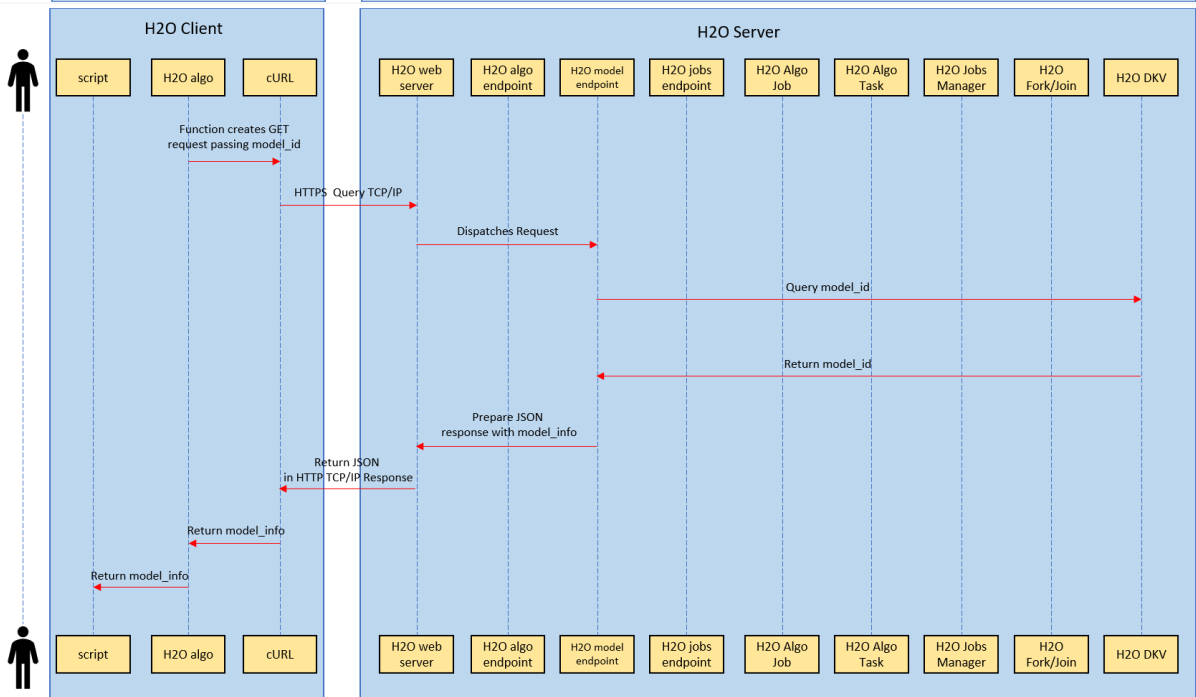 H2O Client
H2O Server
script
H2O algo
cURL
H2O web
server
H2O algo
endpoint
H2O model
endpoint
H2O jobs
endpoint
H2O Algo
Job
H2O Algo
Task
H2O Jobs
Manager
H2O
Fork/Join
H2O DKV
Function creates GET
request passing model_id
HTTPS  Query TCP/IP
Dispatches Request
Query model_id
Return model_id
Prepare JSON
response with model_info
Return JSON
in HTTP TCP/IP Response
Return model_info
Return model_info
script
H2O algo
cURL
H2O web
server
H2O algo
endpoint
H2O model
endpoint
H2O jobs
endpoint
H2O Algo
Job
H2O Algo
Task
H2O Jobs
Manager
H2O
Fork/Join
H2O DKV